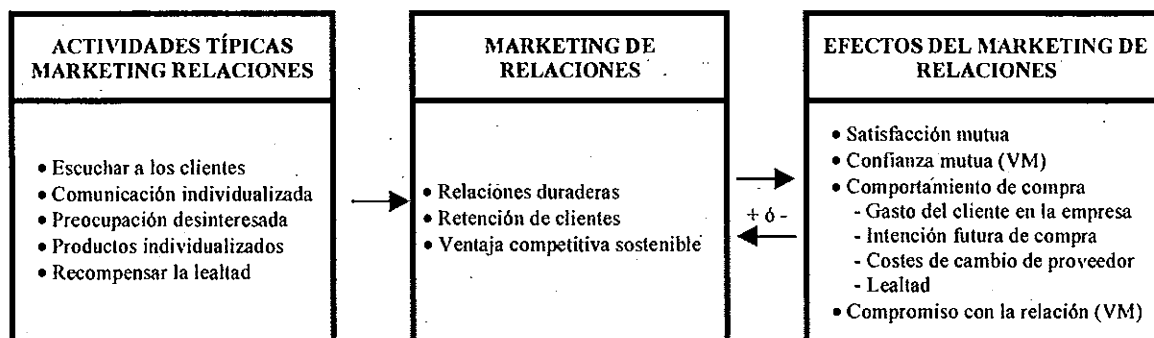 ACTIVIDADES TÍPICAS
MARKETING RELACIONES
• Escuchar a los clientes
• Comunicación individualizada
• Preocupación desinteresada
• Productos individualizados
• Recompensar la lealtad
MARKETING DE
RELACIONES
• Relaciones duraderas
• Retención de clientes
• Ventaja competitiva sostenible
+ ó -
EFECTOS DEL MARKETING DE
RELACIONES
• Satisfacción mutua
• Confianza mutua (VM)
• Comportamiento de compra
- Gasto del cliente en la empresa
- Intención futura de compra
- Costes de cambio de proveedor
- Lealtad
• Compromiso con la relación (VM)